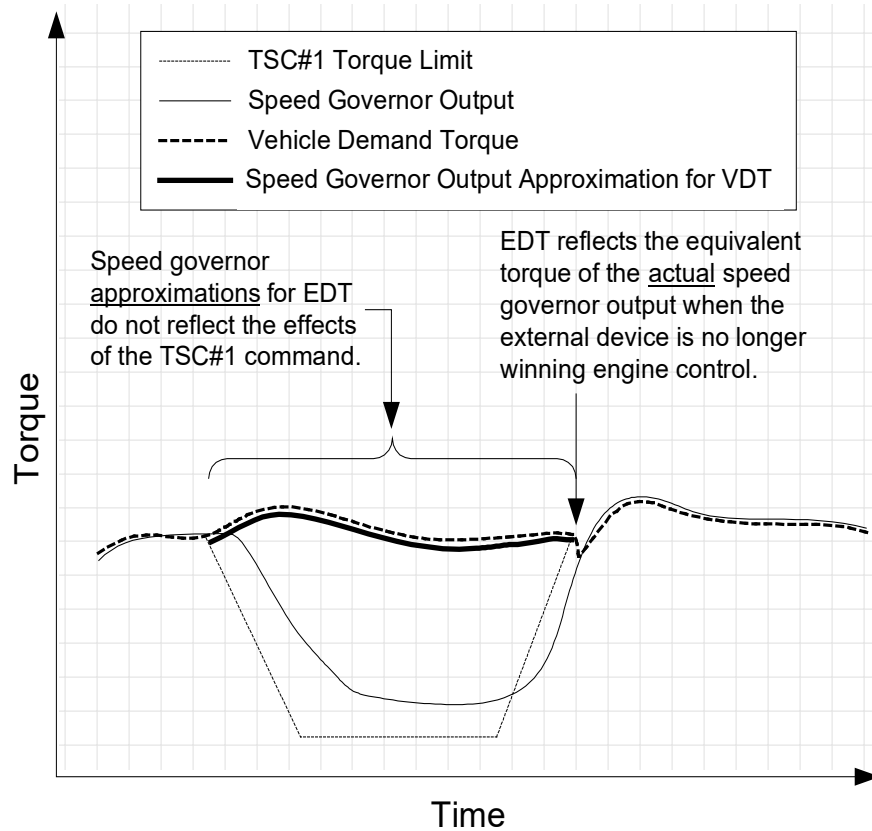 TSC#1 Torque Limit
Speed Governor Output
Vehicle Demand Torque
Speed Governor Output Approximation for VDT
Speed governor
approximations for EDT
do not reflect the effects
of the TSC#1 command.
EDT reflects the equivalent
torque of the actual speed
governor output when the
external device is no longer
winning engine control.
Torque
Time